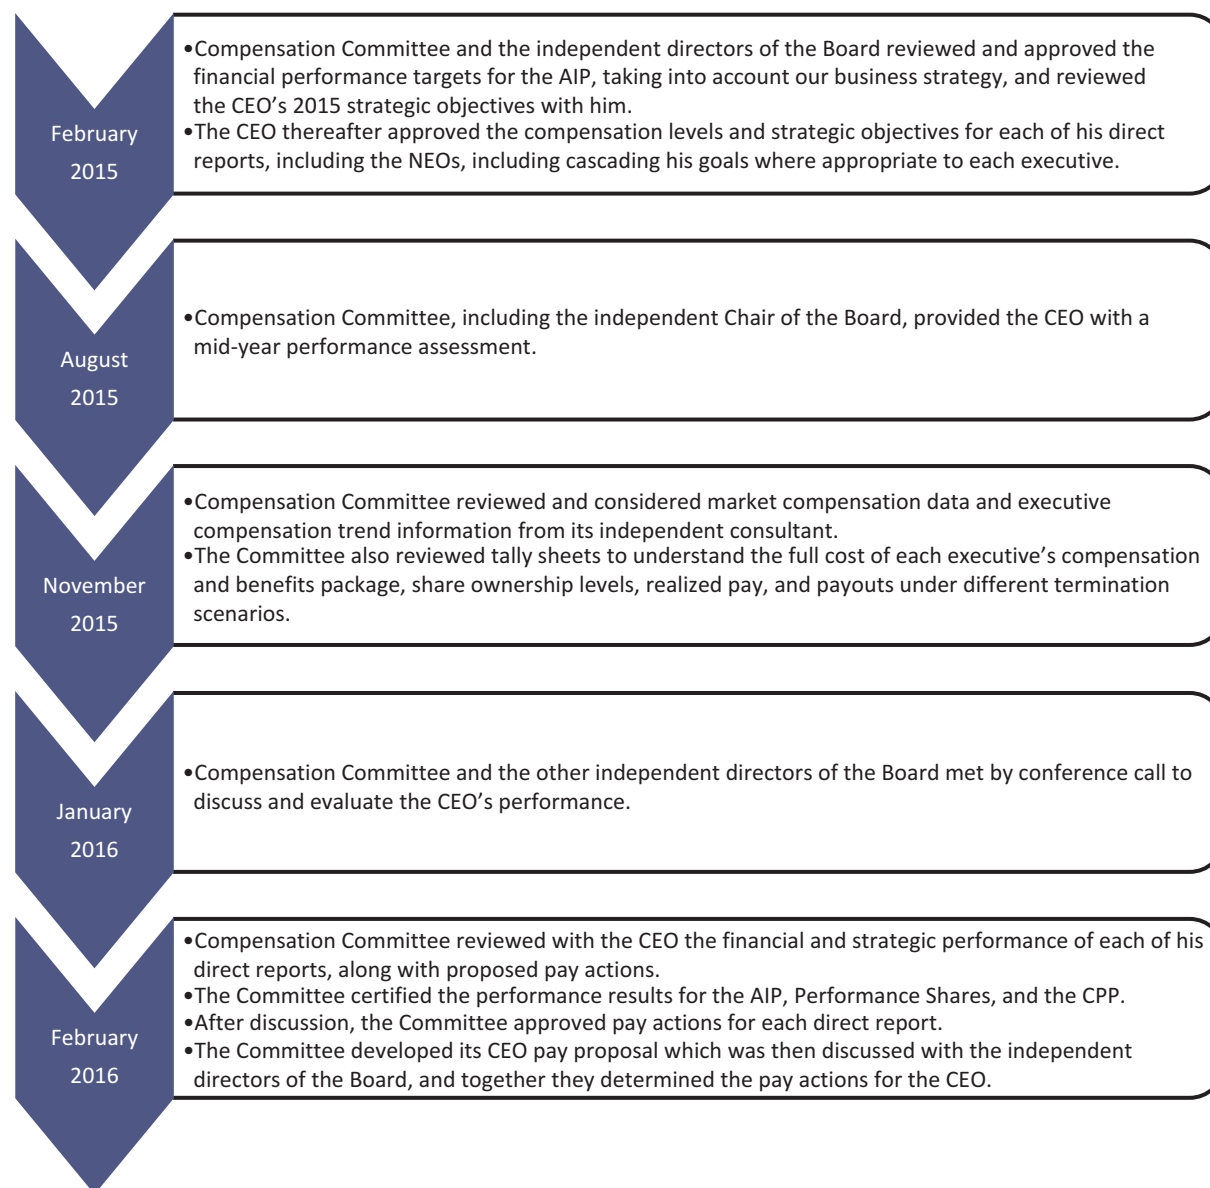 February
2015
•Compensation Committee and the independent directors of the Board reviewed and approved the
financial performance targets for the AIP, taking into account our business strategy, and reviewed
the CEO’s 2015 strategic objectives with him.
•The CEO thereafter approved the compensation levels and strategic objectives for each of his direct
reports, including the NEOs, including cascading his goals where appropriate to each executive.
August
2015
•Compensation Committee, including the independent Chair of the Board, provided the CEO with a
mid-year performance assessment.
November
2015
•Compensation Committee reviewed and considered market compensation data and executive
compensation trend information from its independent consultant.
•The Committee also reviewed tally sheets to understand the full cost of each executive’s compensation
and benefits package, share ownership levels, realized pay, and payouts under different termination
scenarios.
January
2016
•Compensation Committee and the other independent directors of the Board met by conference call to
discuss and evaluate the CEO’s performance.
February
2016
•Compensation Committee reviewed with the CEO the financial and strategic performance of each of his
direct reports, along with proposed pay actions.
•The Committee certified the performance results for the AIP, Performance Shares, and the CPP.
•After discussion, the Committee approved pay actions for each direct report.
•The Committee developed its CEO pay proposal which was then discussed with the independent
directors of the Board, and together they determined the pay actions for the CEO.